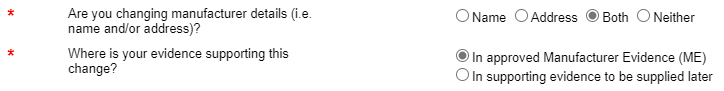 * Are you changing manufacturer details (i.e. ○ Name ○ Address ◉ Both ○ Neither
name and/or address)?
* Where is your evidence supporting this ◉ In approved Manufacturer Evidence (ME)
change? ○ In supporting evidence to be supplied later